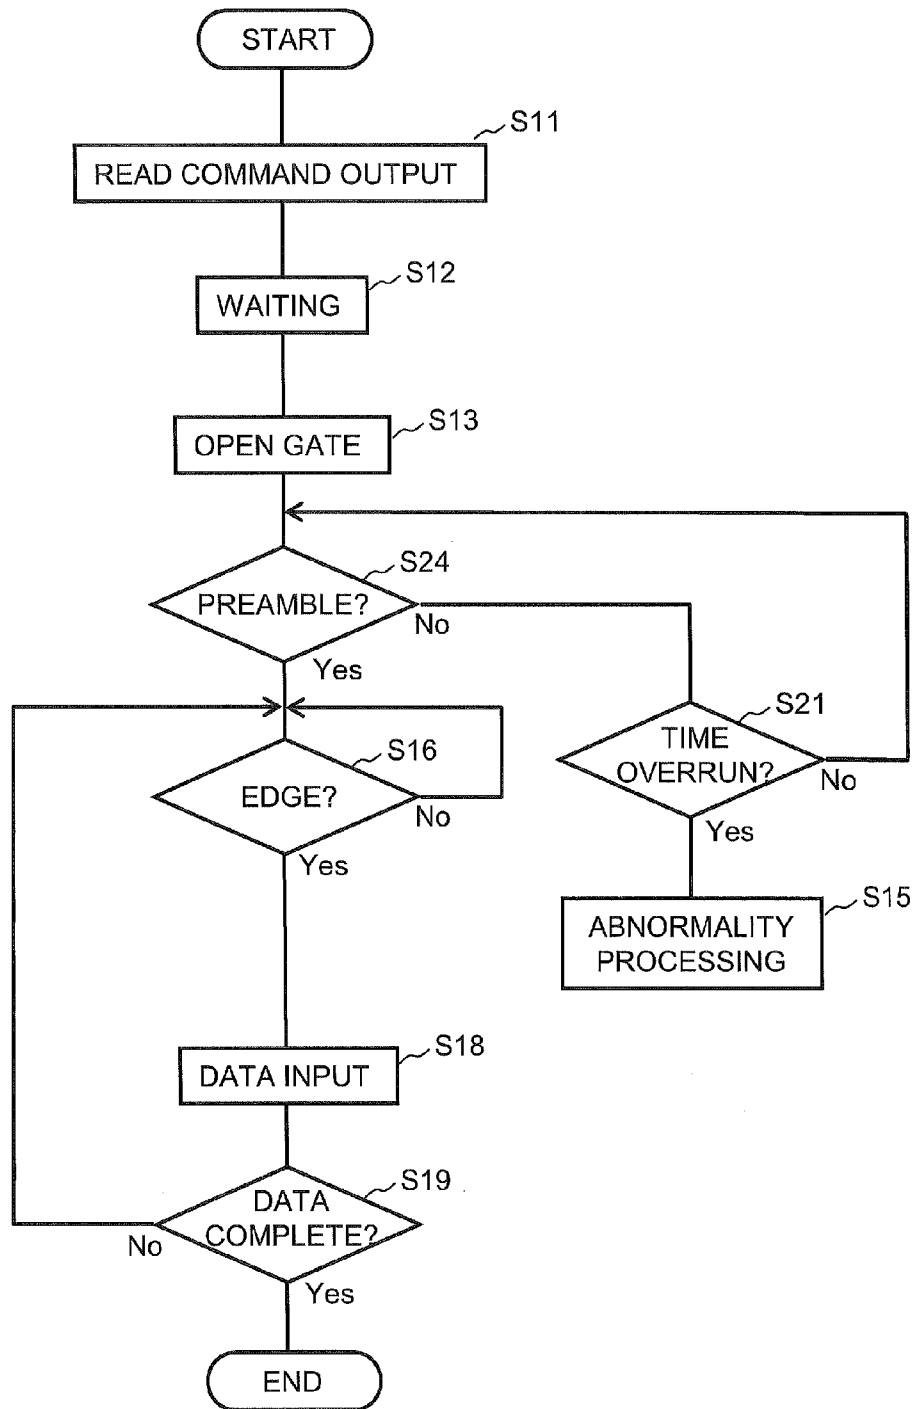 START
S11
READ COMMAND OUTPUT
S12
WAITING
S13
OPEN GATE
S24
PREAMBLE?
No
Yes
S21
TIME
OVERRUN?
No
Yes
S16
EDGE?
No
Yes
S15
ABNORMALITY
PROCESSING
S18
DATA INPUT
S19
DATA
COMPLETE?
No
Yes
END